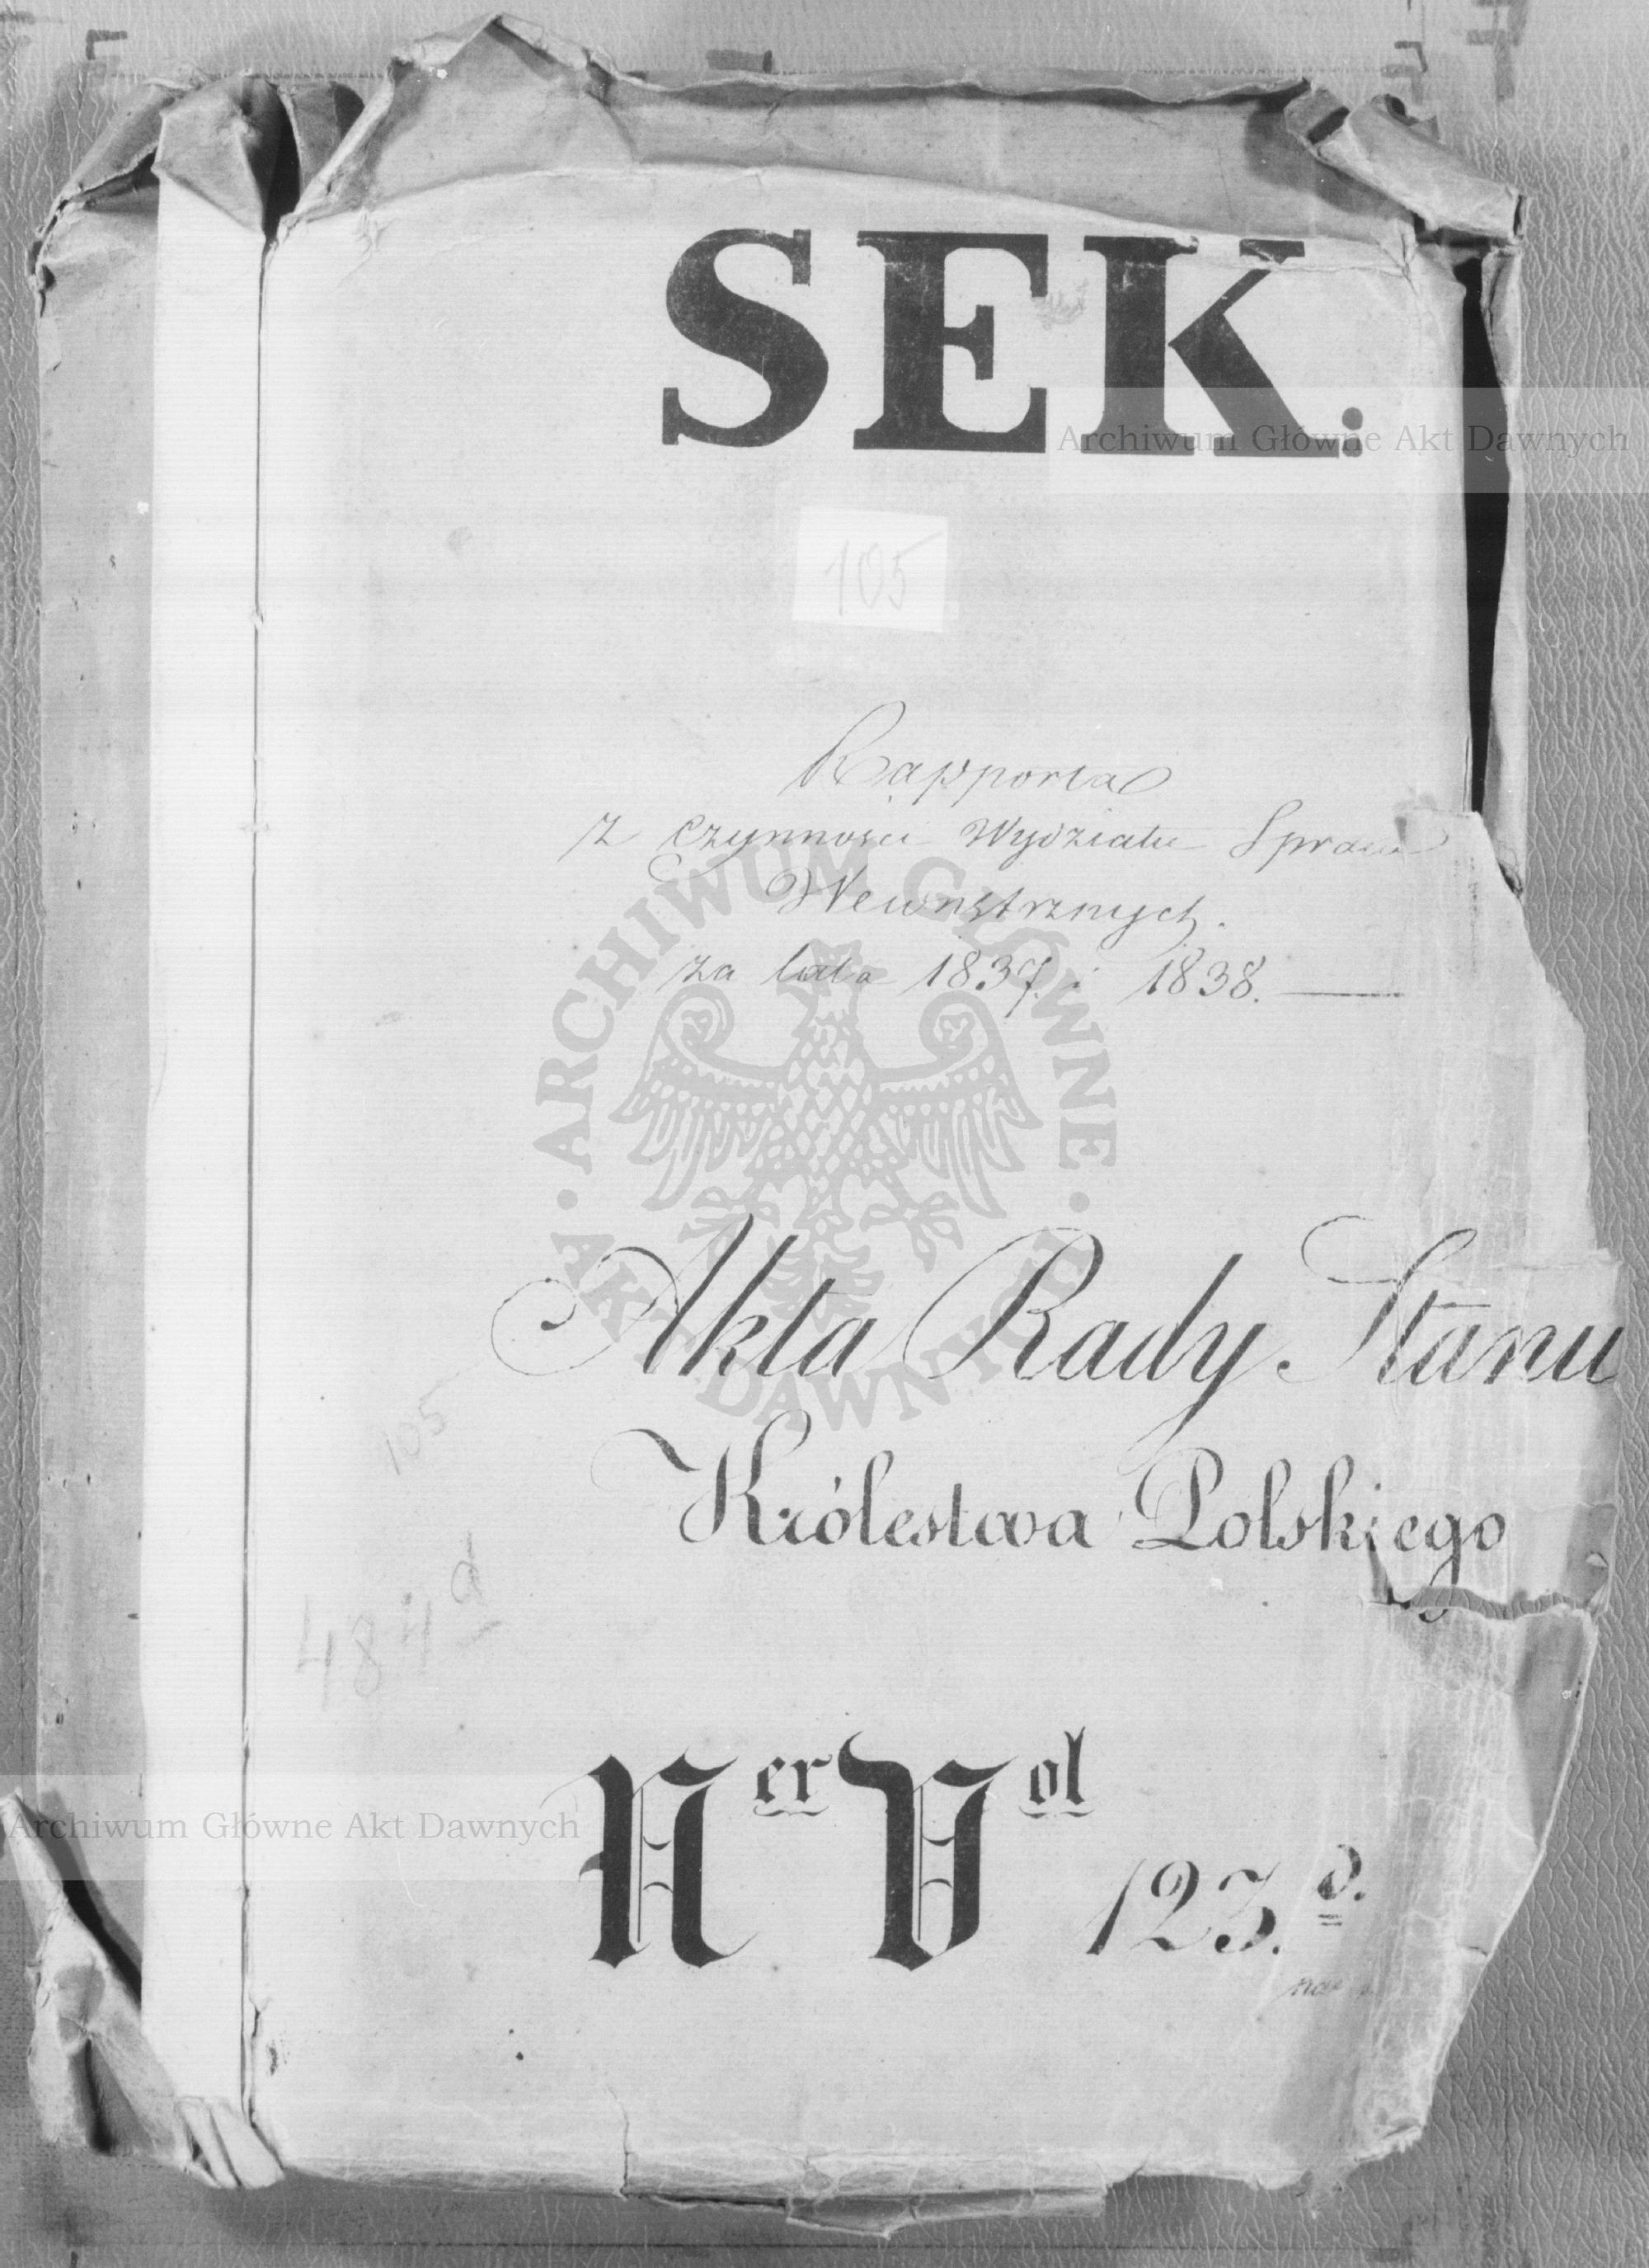 SEK.
Archiwum Główne Akt Dawnych
105
Rapporta
z czynności Wydziału Spraw
Wewnętrznych.
za lata 1837. i 1838.
ARCHIWUM GŁÓWNE
AKT DAWNYCH
Akta Rady Stanu
Królestwa Polskiego
105
484
Ner Vol
Archiwum Główne Akt Dawnych
123.